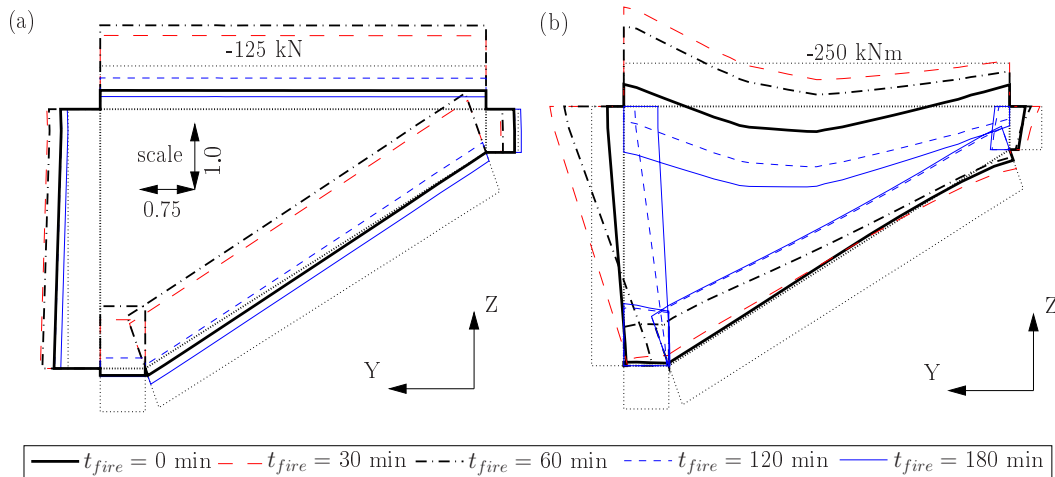 (a)
-125 kN
scale
1.0
0.75
Z
Y
(b)
-250 kNm
Z
Y
t_fire = 0 min t_fire = 30 min t_fire = 60 min t_fire = 120 min t_fire = 180 min